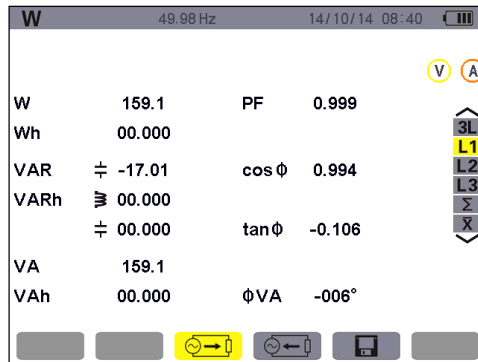 W 49.98 Hz 14/10/14 08:40
V A
W 159.1 PF 0.999
Wh 00.000
VAR -17.01 cos ϕ 0.994
VARh 00.000
00.000 tan ϕ -0.106
VA 159.1
VAh 00.000 ϕVA -006°
3L
L1
L2
L3
Σ
X̅